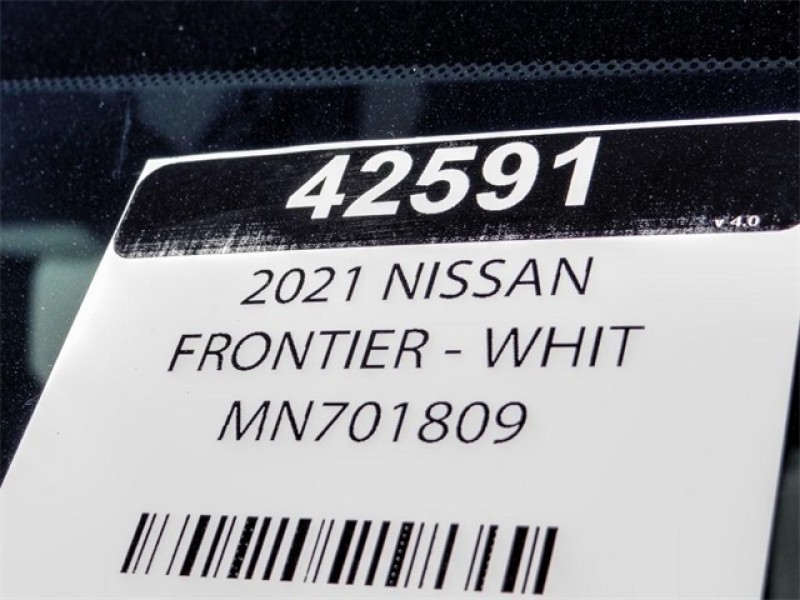 42591
v 4.0
2021 NISSAN
FRONTIER - WHIT
MN701809